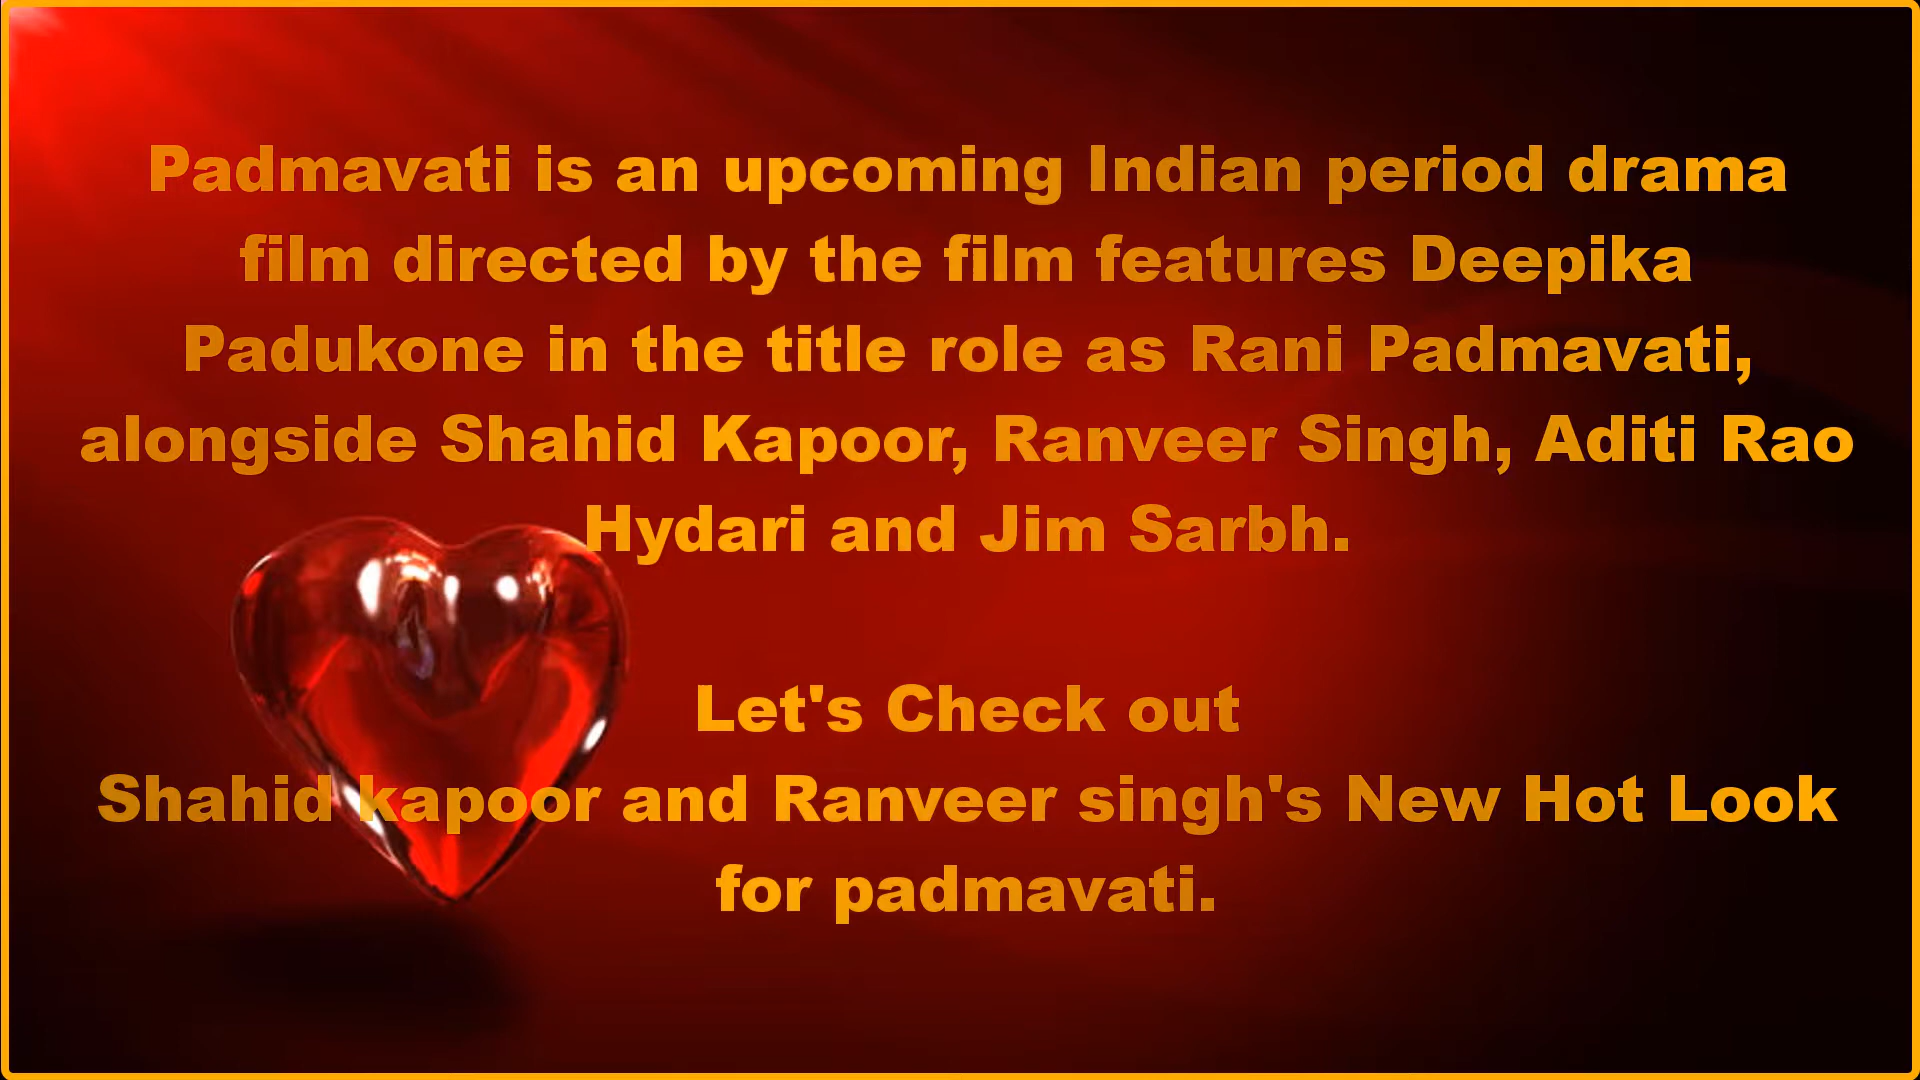 Padmavati is an upcoming Indian period drama
film directed by the film features Deepika
Padukone in the title role as Rani Padmavati,
alongside Shahid Kapoor, Ranveer Singh, Aditi Rao
Hydari and Jim Sarbh.
Let's Check out
Shahid kapoor and Ranveer singh's New Hot Look
for padmavati.